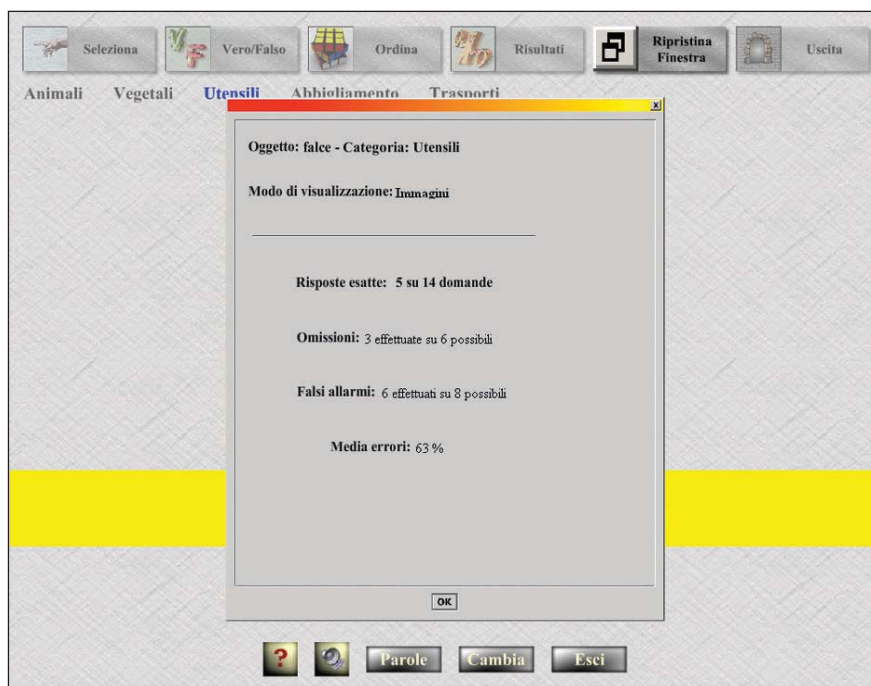 Seleziona
Vero/Falso
Ordina
Risultati
Ripristina
Finestra
Uscita
Animali Vegetali Utensili Abbigliamento Trasporti
x
Oggetto: falce - Categoria: Utensili
Modo di visualizzazione: Immagini
Risposte esatte: 5 su 14 domande
Omissioni: 3 effettuate su 6 possibili
Falsi allarmi: 6 effettuati su 8 possibili
Media errori: 63 %
OK
? Parole Cambia Esci